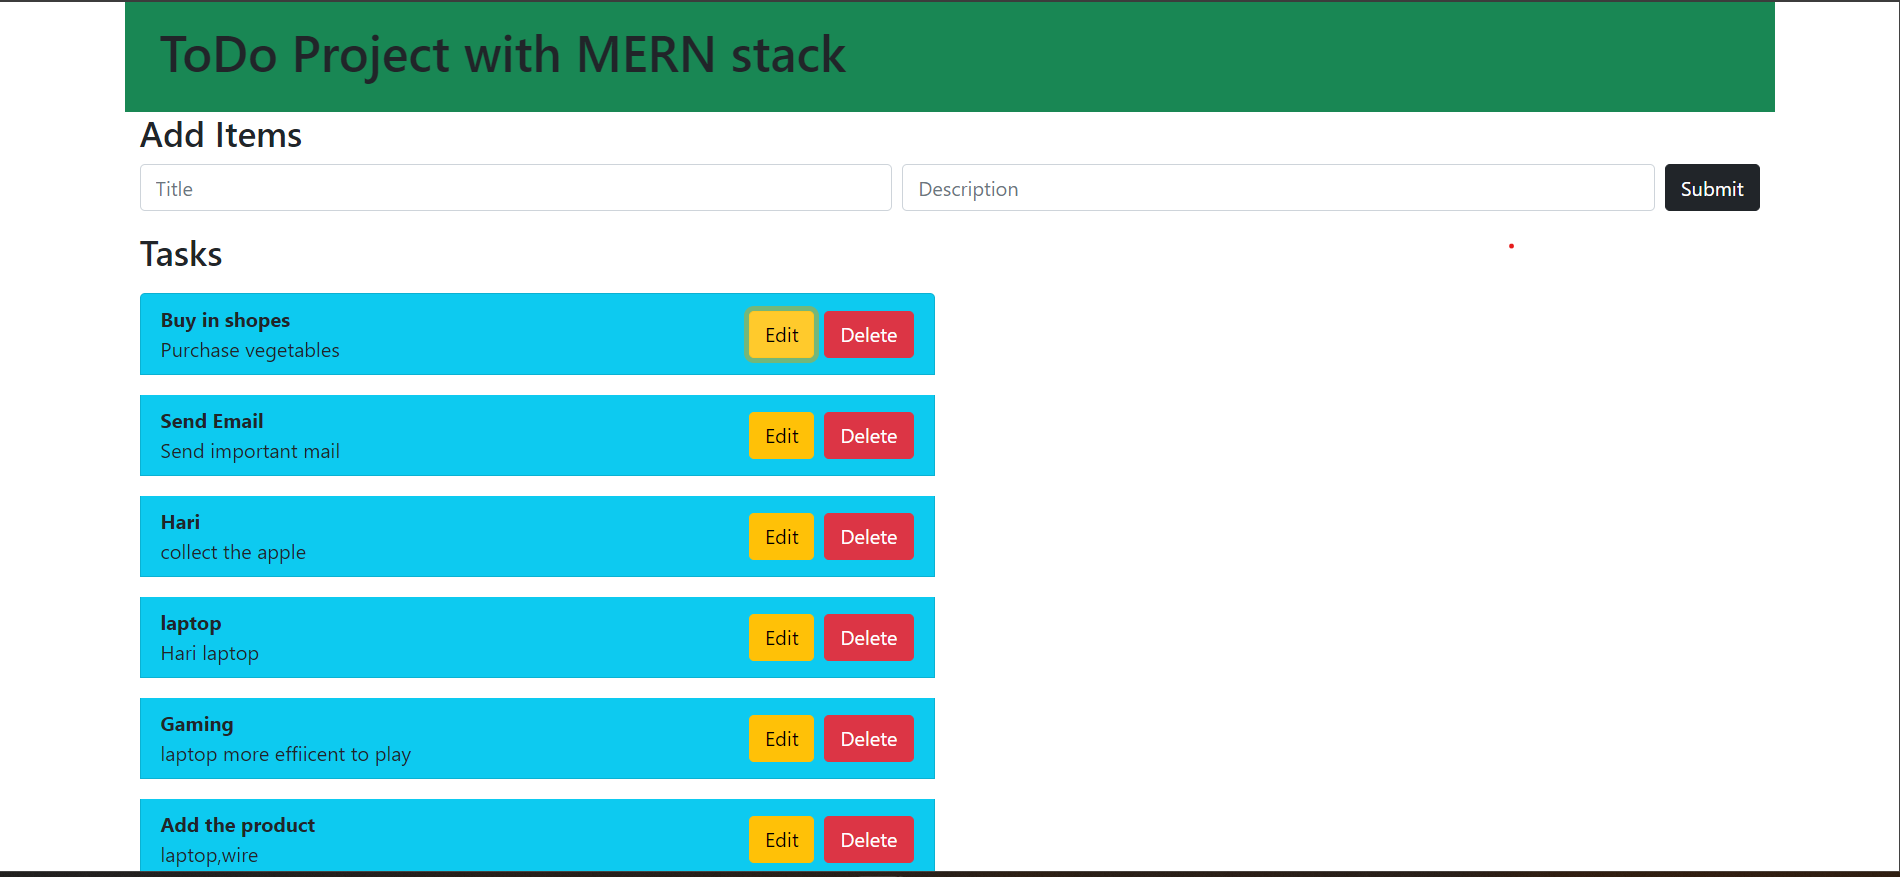 ToDo Project with MERN stack
Add Items
Title Description Submit
Tasks
Buy in shopes
Purchase vegetables
Edit Delete
Send Email
Send important mail
Edit Delete
Hari
collect the apple
Edit Delete
laptop
Hari laptop
Edit Delete
Gaming
laptop more effiicent to play
Edit Delete
Add the product
laptop,wire
Edit Delete